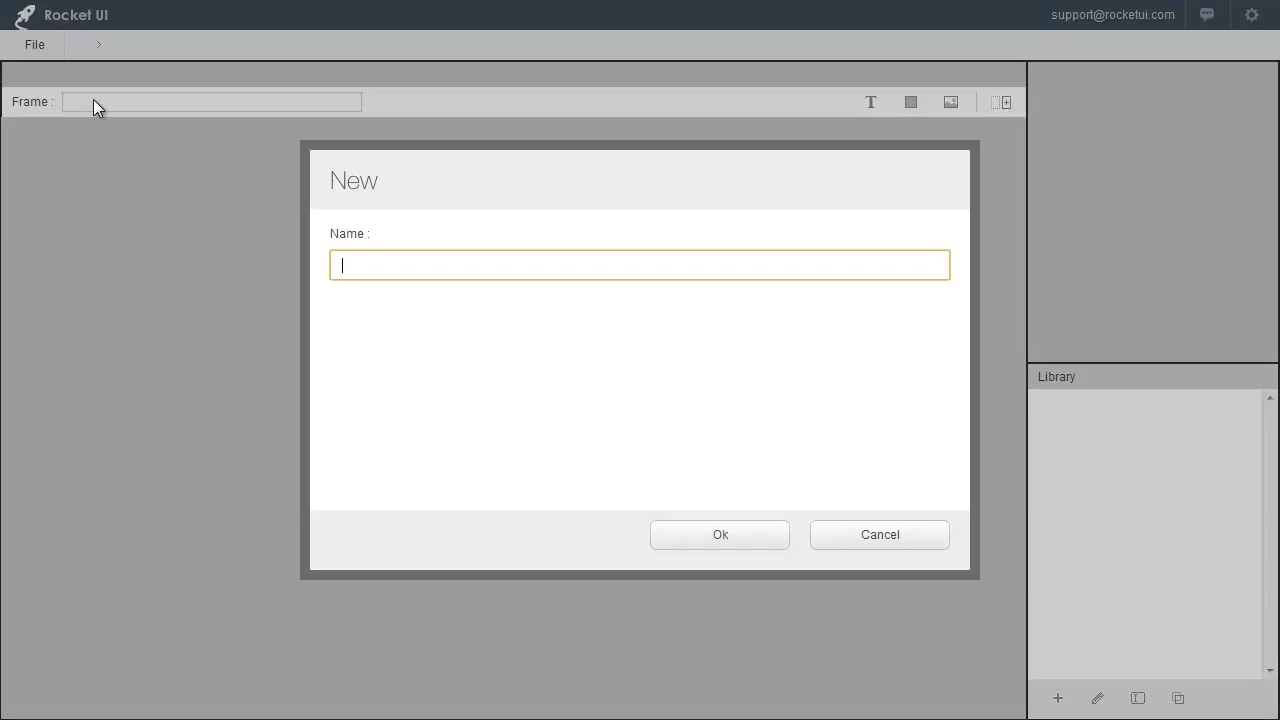 Rocket UI
support@rocketui.com
File
Frame :
T
New
Name :
Ok
Cancel
Library